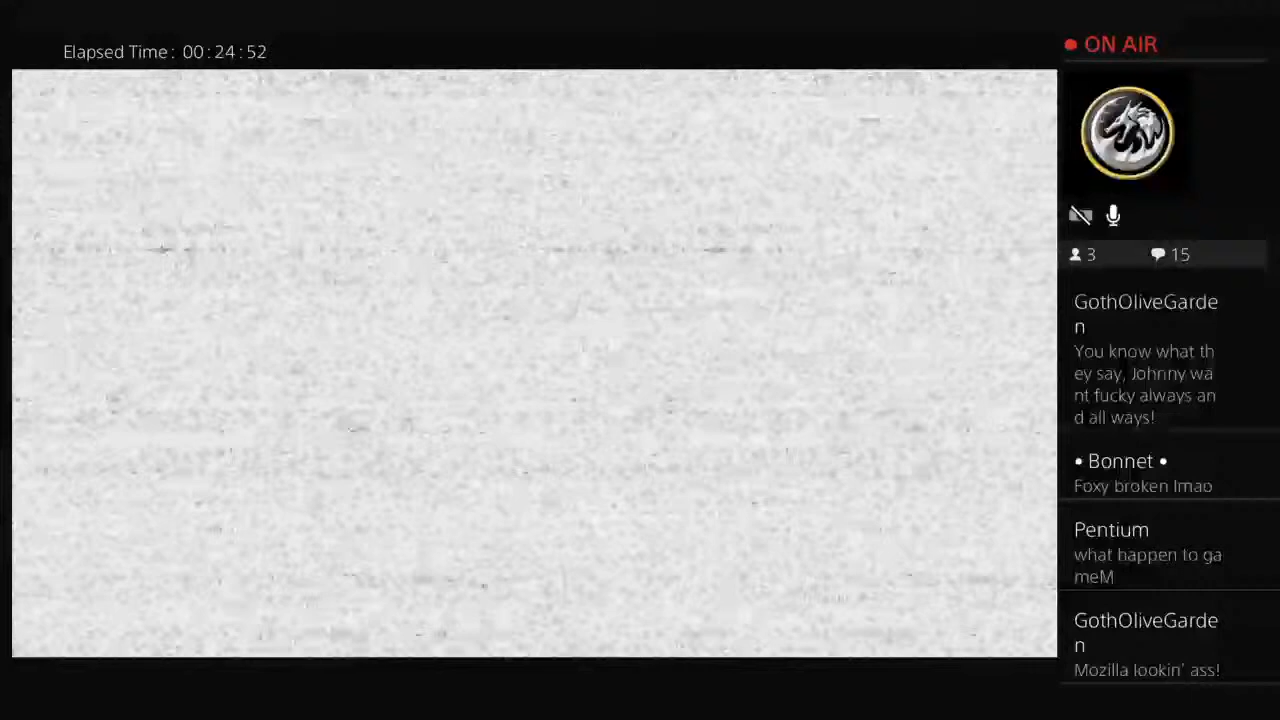 Elapsed Time: 00:24:52
ON AIR
3 15
GothOliveGarde
n
You know what th
ey say, Johnny wa
nt fucky always an
d all ways!
• Bonnet •
Foxy broken lmao
Pentium
what happen to ga
meM
GothOliveGarde
n
Mozilla lookin' ass!